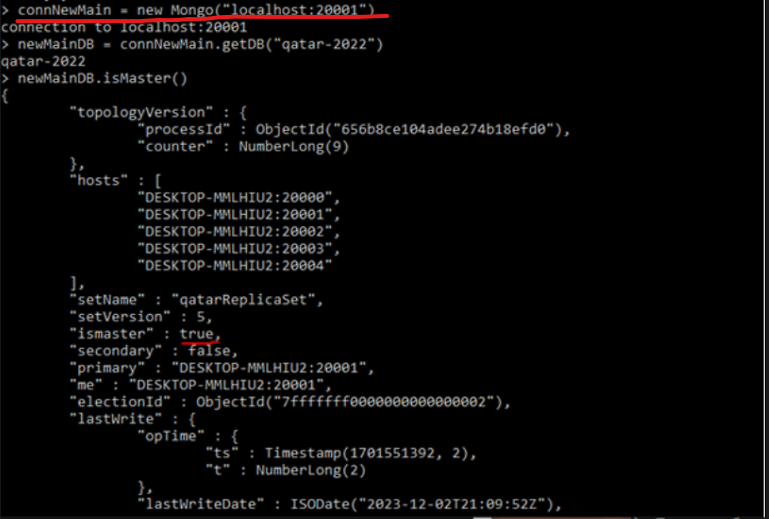 > connNewMain = new Mongo("localhost:20001")
connection to localhost:20001
> newMainDB = connNewMain.getDB("qatar-2022")
qatar-2022
> newMainDB.isMaster()
{
"topologyVersion" : {
"processId" : ObjectId("656b8ce104adee274b18efd0"),
"counter" : NumberLong(9)
},
"hosts" : [
"DESKTOP-MMLHIU2:20000",
"DESKTOP-MMLHIU2:20001",
"DESKTOP-MMLHIU2:20002",
"DESKTOP-MMLHIU2:20003",
"DESKTOP-MMLHIU2:20004"
],
"setName" : "qatarReplicaSet",
"setVersion" : 5,
"ismaster" : true,
"secondary" : false,
"primary" : "DESKTOP-MMLHIU2:20001",
"me" : "DESKTOP-MMLHIU2:20001",
"electionId" : ObjectId("7fffffff0000000000000002"),
"lastWrite" : {
"opTime" : {
"ts" : Timestamp(1701551392, 2),
"t" : NumberLong(2)
},
"lastWriteDate" : ISODate("2023-12-02T21:09:52Z"),